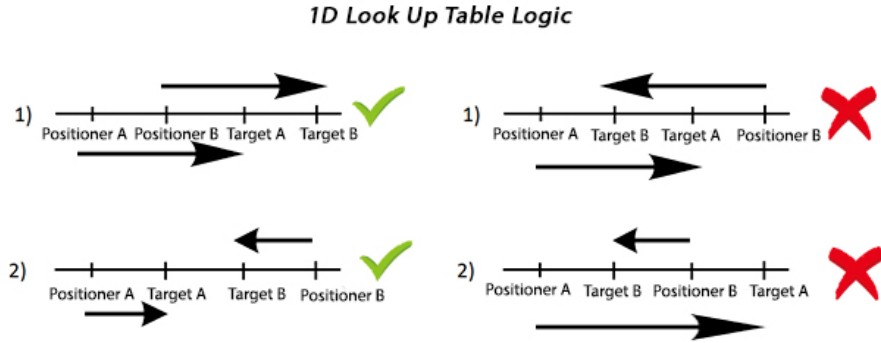 1D Look Up Table Logic
1)
Positioner A Positioner B Target A Target B
1)
Positioner A Target B Target A Positioner B
2)
Positioner A Target A Target B Positioner B
2)
Positioner A Target B Positioner B Target A